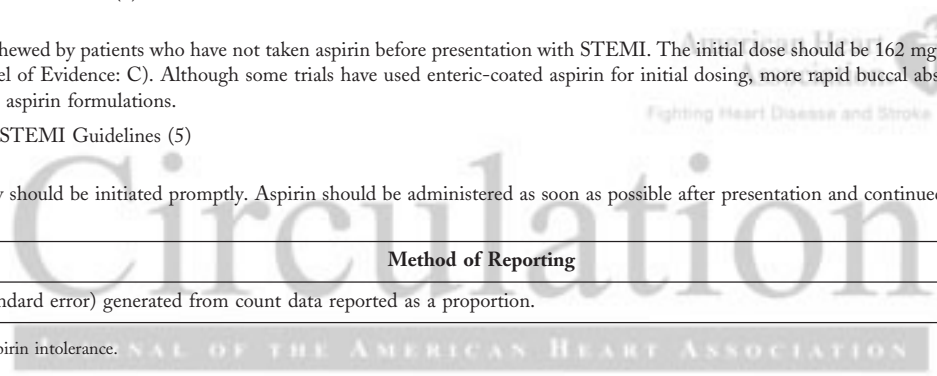 hewed by patients who have not taken aspirin before presentation with STEMI. The initial dose should be 162 mg
el of Evidence: C). Although some trials have used enteric-coated aspirin for initial dosing, more rapid buccal abs
aspirin formulations.
American Heart
Association
Fighting Heart Disease and Stroke
STEMI Guidelines (5)
y should be initiated promptly. Aspirin should be administered as soon as possible after presentation and continued
Circulation
Method of Reporting
ndard error) generated from count data reported as a proportion.
pirin intolerance.
JOURNAL OF THE AMERICAN HEART ASSOCIATION